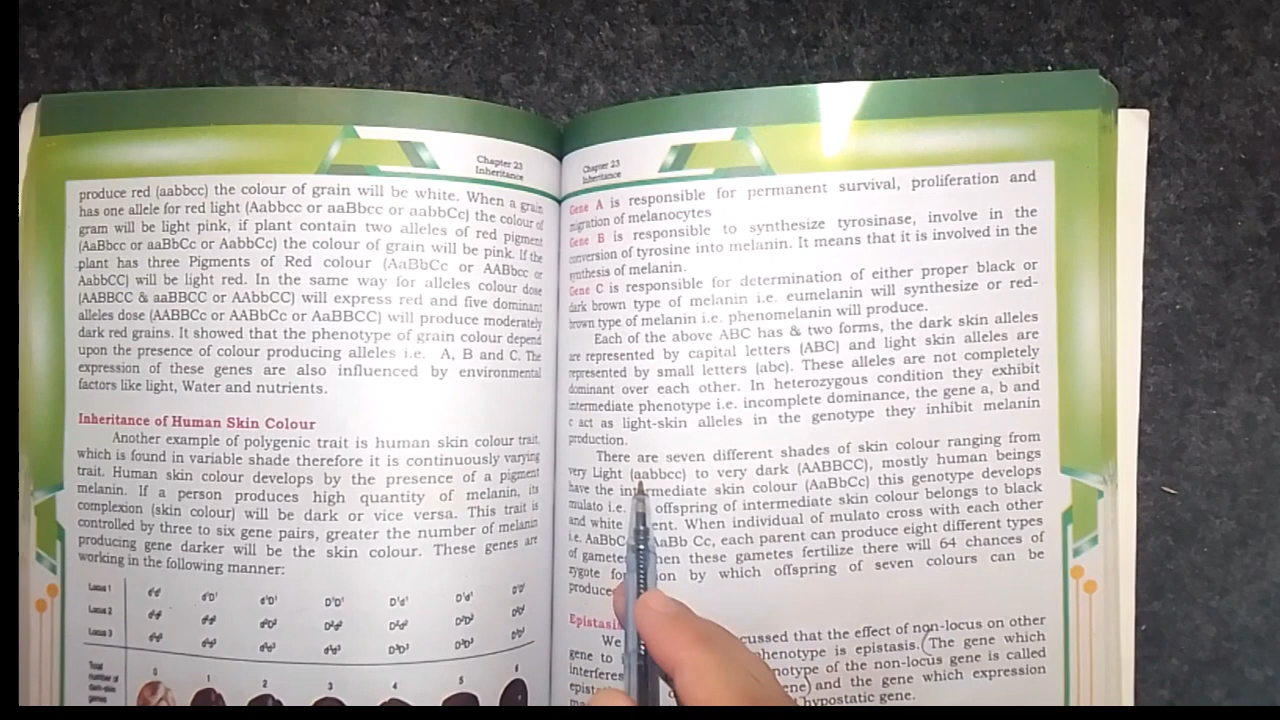 Chapter 23
Inheritance
produce red (aabbcc) the colour of grain will be white. When a grain
has one allele for red light (Aabbcc or aaBbcc or aabbCc) the colour of
gram will be light pink, if plant contain two alleles of red pigment
(AaBbcc or aaBbCc or AabbCc) the colour of grain will be pink. If the
plant has three Pigments of Red colour (AaBbCc or AABbcc or
AabbCC) will be light red. In the same way for alleles colour dose
(AABBCC & aaBBCC or AAbbCC) will express red and five dominant
alleles dose (AABBCc or AABbCc or AaBBCC) will produce moderately
dark red grains. It showed that the phenotype of grain colour depend
upon the presence of colour producing alleles i.e. A, B and C. The
expression of these genes are also influenced by environmental
factors like light, Water and nutrients.
Inheritance of Human Skin Colour
Another example of polygenic trait is human skin colour trait,
which is found in variable shade therefore it is continuously varying
trait. Human skin colour develops by the presence of a pigment
melanin. If a person produces high quantity of melanin, its
complexion (skin colour) will be dark or vice versa. This trait is
controlled by three to six gene pairs, greater the number of melanin
producing gene darker will be the skin colour. These genes are
working in the following manner:
Locus 1
Locus 2
Locus 3
Total
number of
dark-skin
genes
0 1 2 3 4 5 6
Chapter 23
Inheritance
Gene A is responsible for permanent survival, proliferation and
migration of melanocytes
Gene B is responsible to synthesize tyrosinase, involve in the
conversion of tyrosine into melanin. It means that it is involved in the
synthesis of melanin.
Gene C is responsible for determination of either proper black or
dark brown type of melanin i.e. eumelanin will synthesize or red-
brown type of melanin i.e. phenomelanin will produce.
Each of the above ABC has & two forms, the dark skin alleles
are represented by capital letters (ABC) and light skin alleles are
represented by small letters (abc). These alleles are not completely
dominant over each other. In heterozygous condition they exhibit
intermediate phenotype i.e. incomplete dominance, the gene a, b and
c act as light-skin alleles in the genotype they inhibit melanin
production.
There are seven different shades of skin colour ranging from
very Light (aabbcc) to very dark (AABBCC), mostly human beings
have the intermediate skin colour (AaBbCc) this genotype develops
mulato i.e. offspring of intermediate skin colour belongs to black
and white ent. When individual of mulato cross with each other
i.e. AaBbC aBb Cc, each parent can produce eight different types
of gametes hen these gametes fertilize there will 64 chances of
zygote fo on by which offspring of seven colours can be
produce
Epistasi
We cussed that the effect of non-locus on other
gene to phenotype is epistasis. (The gene which
interferes notype of the non-locus gene is called
epist ene) and the gene which expression
hypostatic gene.